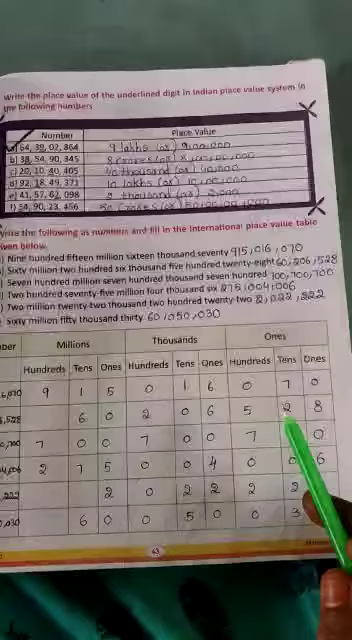 Write the place value of the underlined digit in Indian place value system in
the following numbers
Number Place Value
a) 64, 39, 02, 864 9 lakhs (or) 9,00,000
b) 38, 54, 90, 345 8 crores (or) 8,00,00,000
c) 20, 10, 40, 405 40 thousand (or) 40,000
d) 92, 18, 49, 371 10 lakhs (or) 10,00,000
e) 41, 57, 62, 098 2 thousand (or) 2,000
f) 54, 90, 23, 456 50 Crores (or) 50,00,00,000
Write the following as numbers and fill in the International place value table
given below.
Nine hundred fifteen million sixteen thousand seventy 915,016,070
Sixty million two hundred six thousand five hundred twenty-eight 60,206,528
Seven hundred million seven hundred thousand seven hundred 700,700,700
Two hundred seventy-five million four thousand six 275,004,006
Two million twenty-two thousand two hundred twenty-two 2,022,222
Sixty million fifty thousand thirty 60,050,030
Millions Thousands Ones
Hundreds Tens Ones Hundreds Tens Ones Hundreds Tens Ones
9 1 5 0 1 6 0 7 0
6 0 2 0 6 5 2 8
7 0 0 7 0 0 7 0
2 7 5 0 0 4 0 0 6
2 0 2 2 2 2
6 0 0 5 0 0 3
63